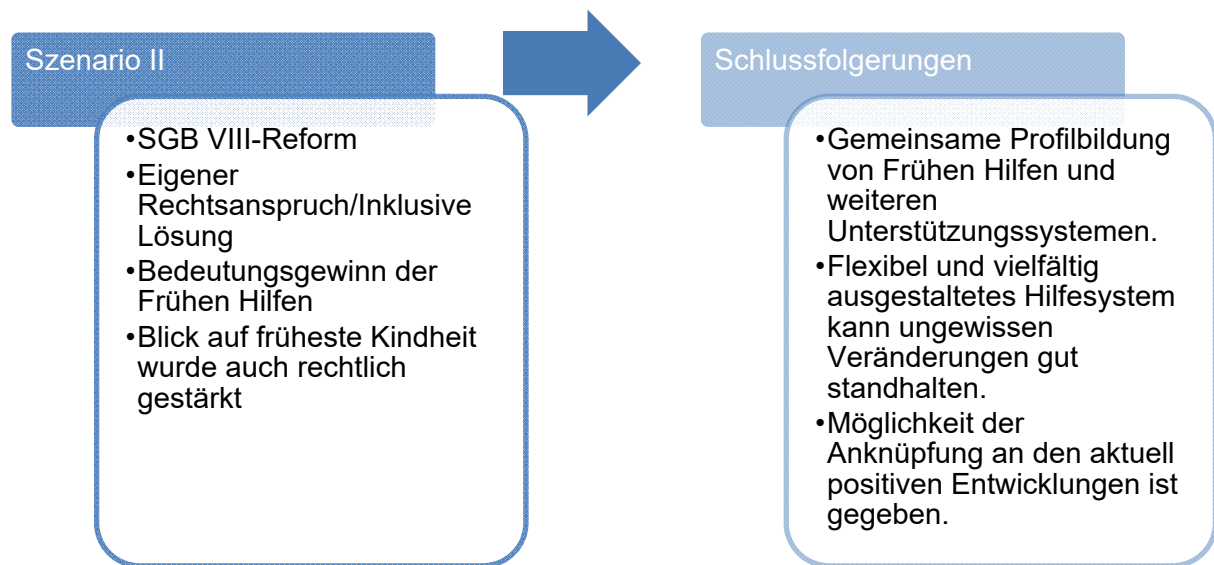 Szenario II
•SGB VIII-Reform
•Eigener
Rechtsanspruch/Inklusive
Lösung
•Bedeutungsgewinn der
Frühen Hilfen
•Blick auf früheste Kindheit
wurde auch rechtlich
gestärkt
Schlussfolgerungen
•Gemeinsame Profilbildung
von Frühen Hilfen und
weiteren
Unterstützungssystemen.
•Flexibel und vielfältig
ausgestaltetes Hilfesystem
kann ungewissen
Veränderungen gut
standhalten.
•Möglichkeit der
Anknüpfung an den aktuell
positiven Entwicklungen ist
gegeben.